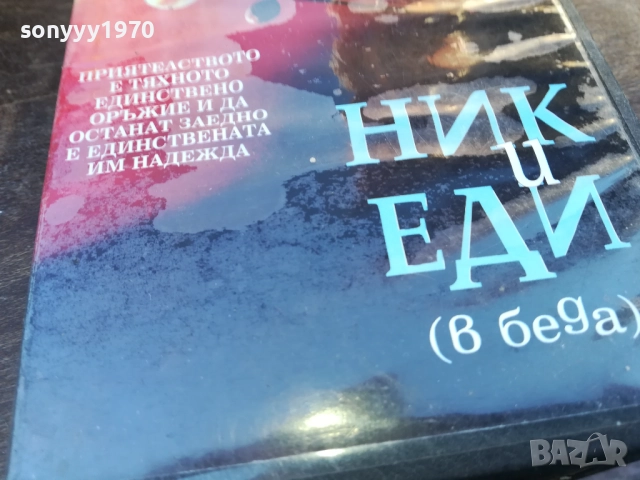 sonyyy1970
ПРИЯТЕЛСТВОТО
Е ТЯХНОТО
ЕДИНСТВЕНО
ОРЪЖИЕ И ДА
ОСТАНАТ ЗАЕДНО
Е ЕДИНСТВЕНАТА
ИМ НАДЕЖДА
НИК
и
ЕДИ
(в беда)
BAZAR